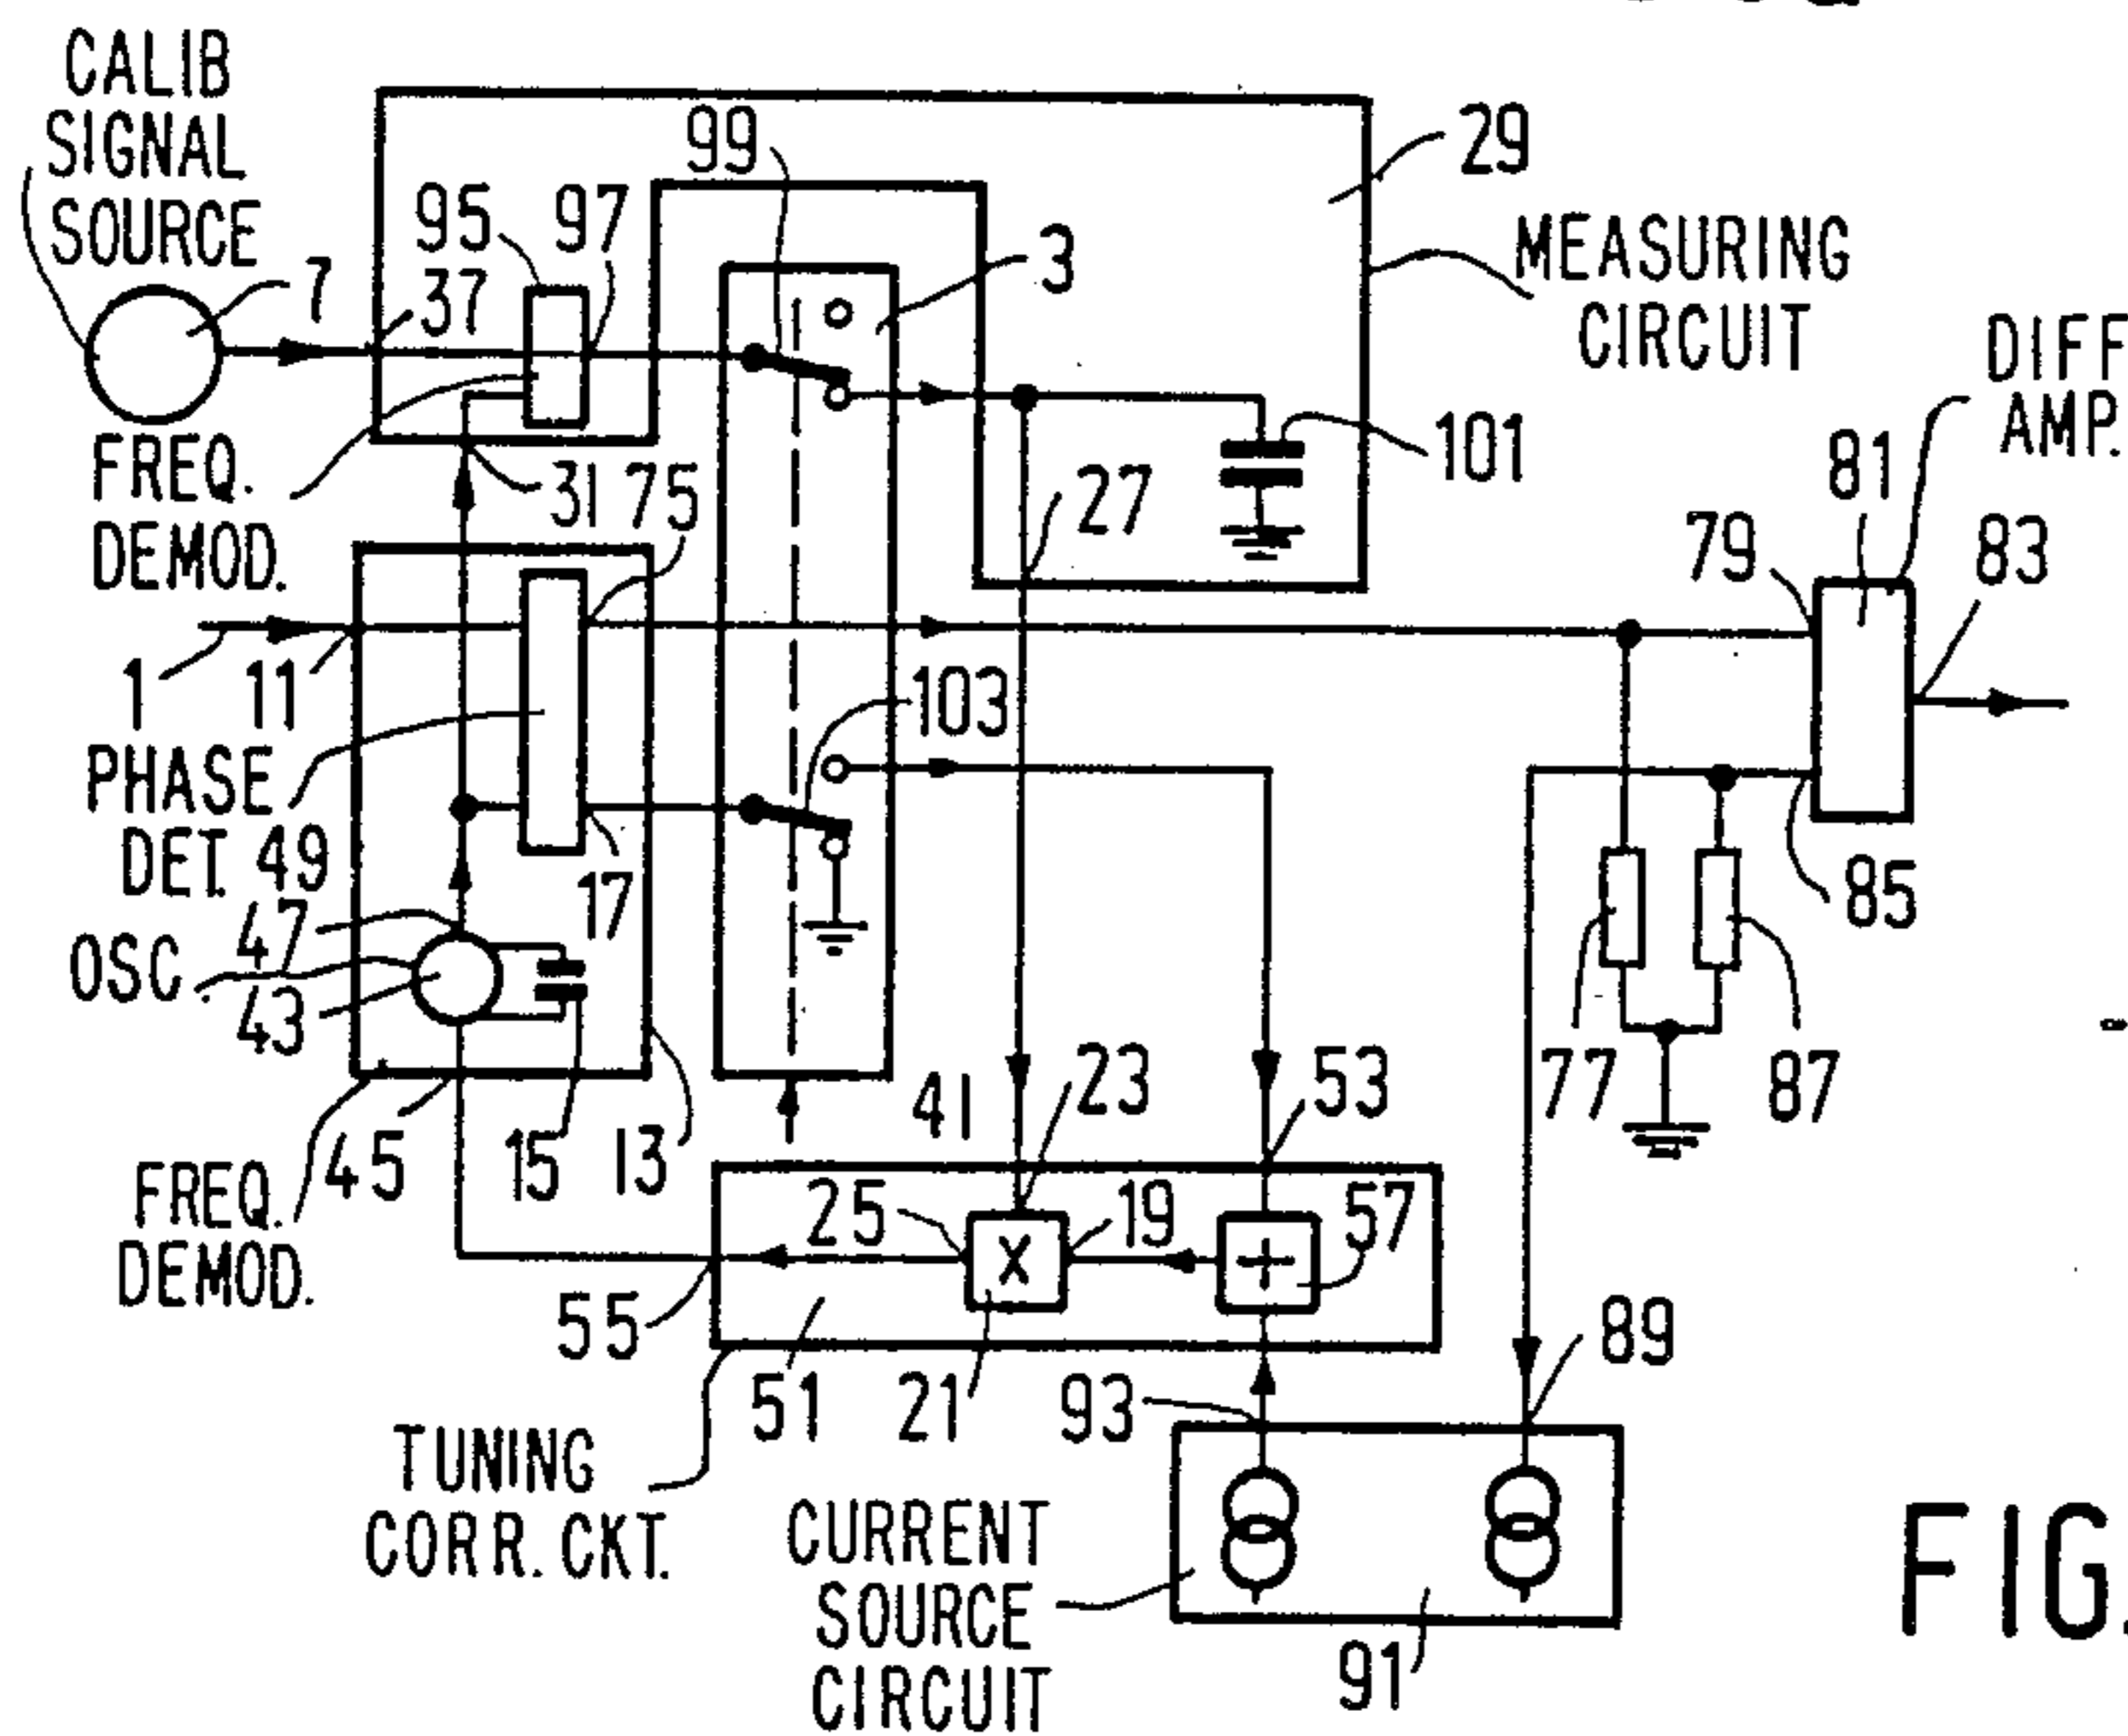 CALIB
SIGNAL
SOURCE
7
37
95
97
99
3
29
MEASURING
CIRCUIT
DIFF
AMP.
FREQ.
DEMOD.
31
75
27
101
81
79
83
1
11
103
PHASE
DET.
49
17
47
OSC.
43
85
77
87
45
15
13
41
23
53
FREQ.
DEMOD.
25
X
19
+
57
55
51
21
93
89
TUNING
CORR. CKT.
CURRENT
SOURCE
CIRCUIT
91
FIG.